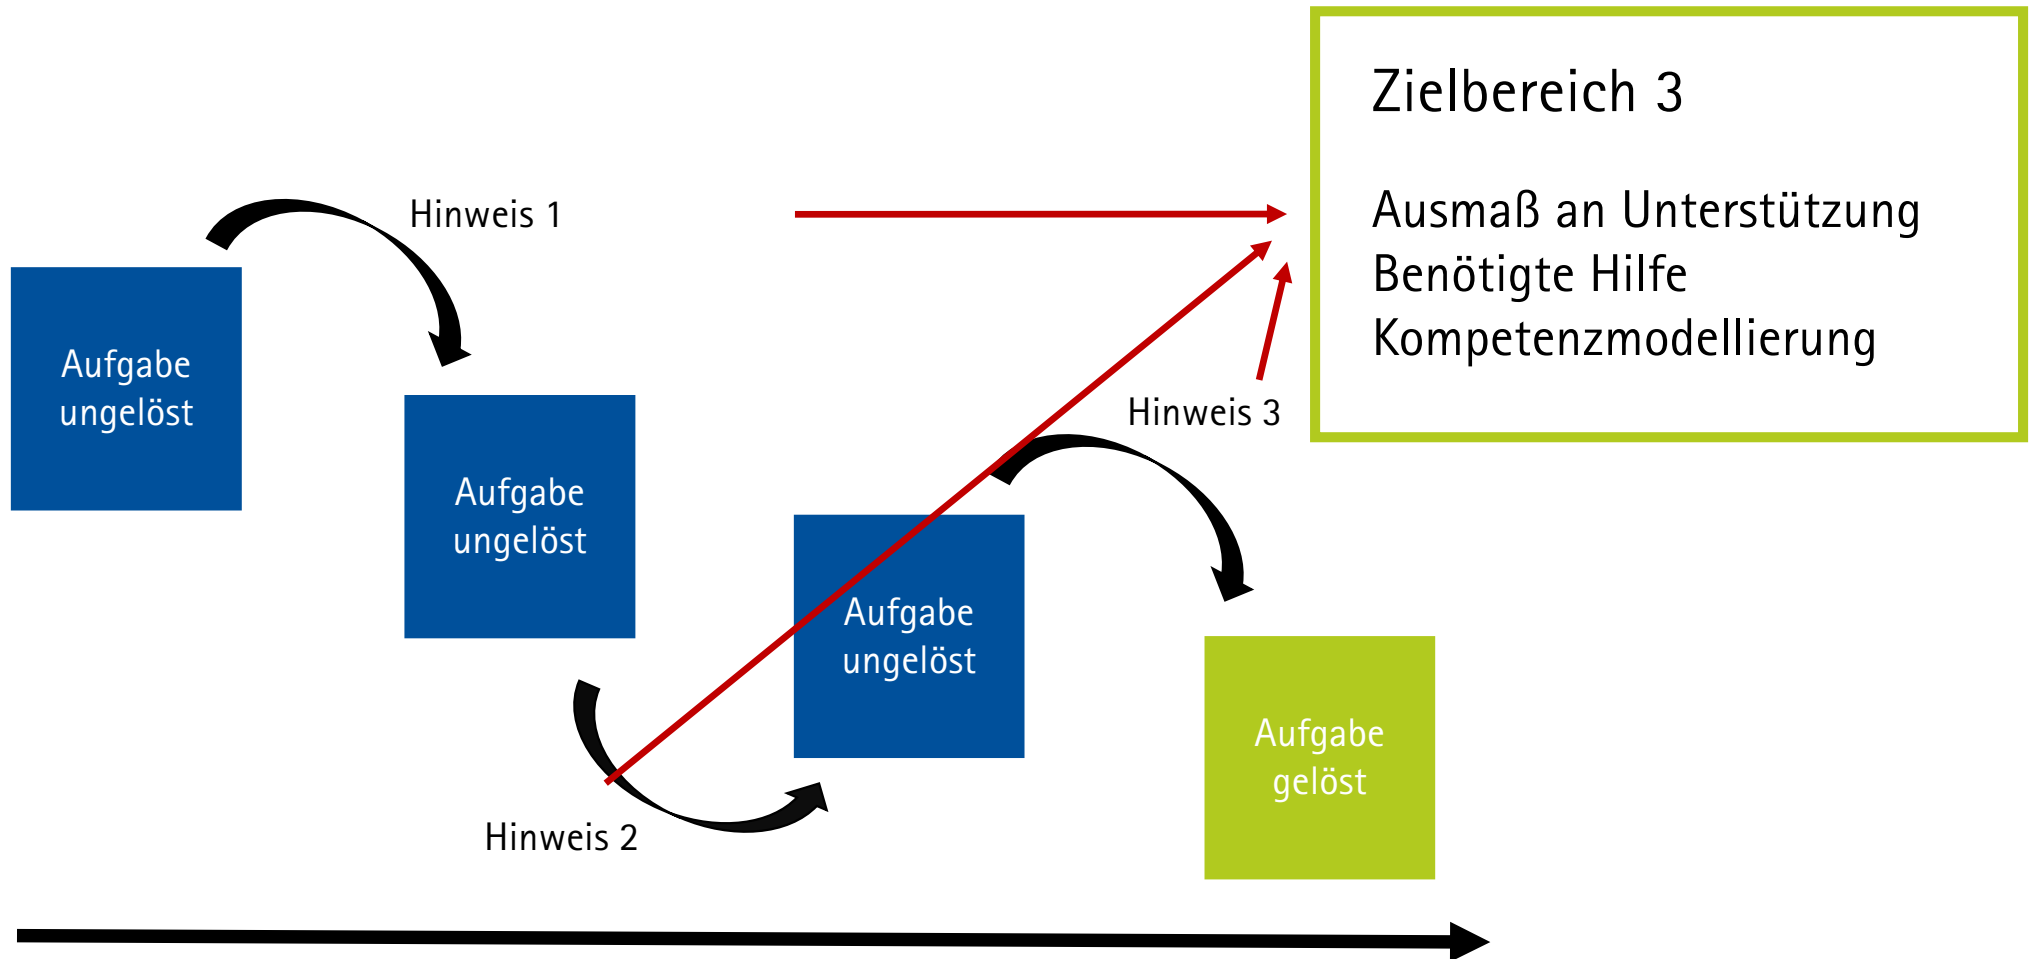 Zielbereich 3
Ausmaß an Unterstützung
Benötigte Hilfe
Kompetenzmodellierung
Hinweis 1
Aufgabe
ungelöst
Aufgabe
ungelöst
Hinweis 2
Aufgabe
ungelöst
Hinweis 3
Aufgabe
gelöst